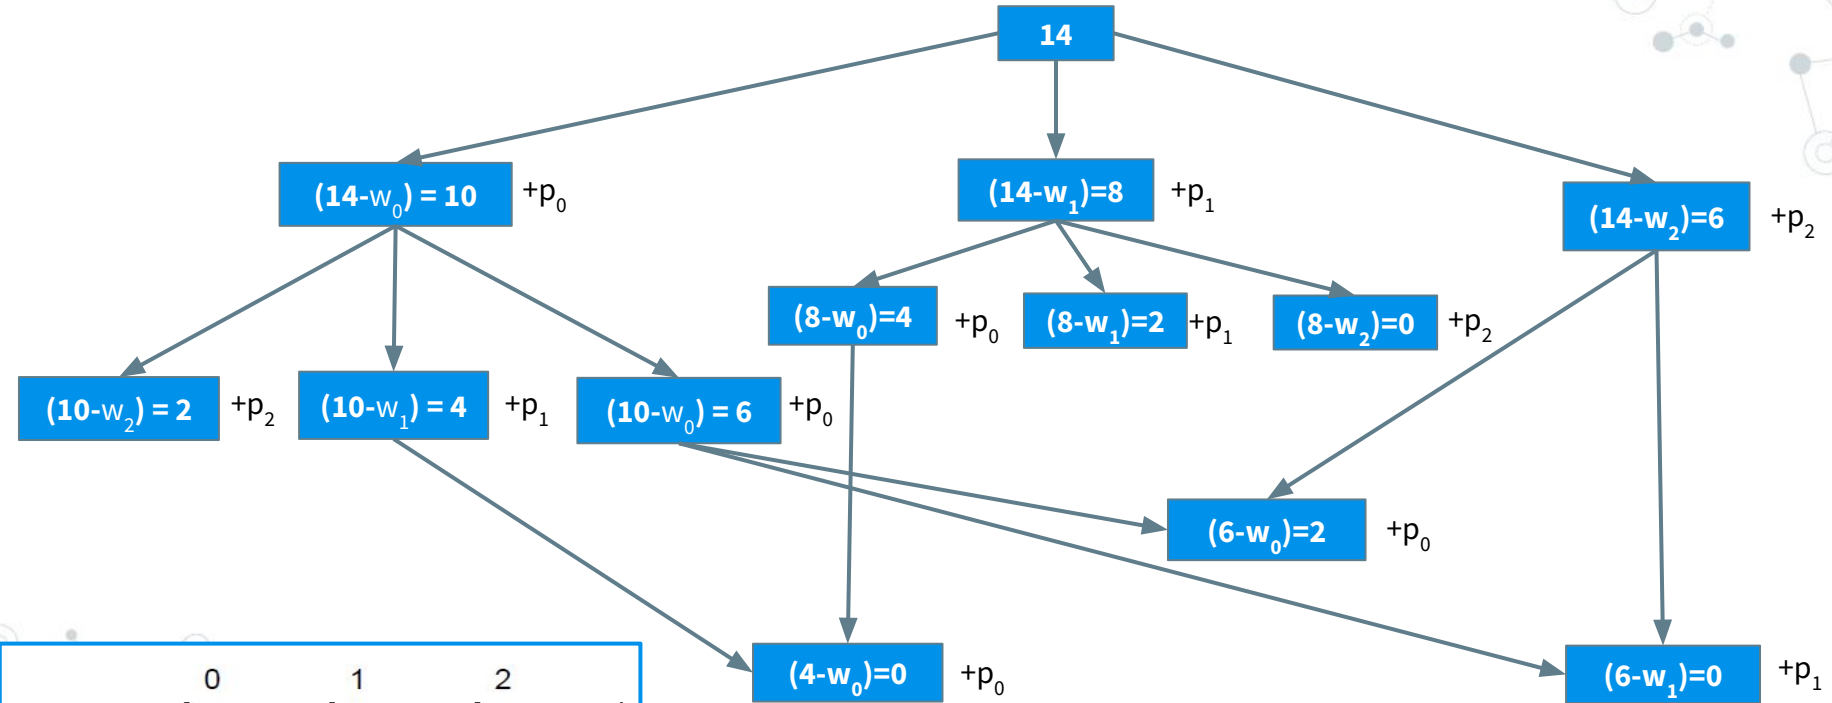 14
(14-w₀) = 10 +p₀
(14-w₁)=8 +p₁
(14-w₂)=6 +p₂
(8-w₀)=4 +p₀
(8-w₁)=2 +p₁
(8-w₂)=0 +p₂
(10-w₂) = 2 +p₂
(10-w₁) = 4 +p₁
(10-w₀) = 6 +p₀
(6-w₀)=2 +p₀
(4-w₀)=0 +p₀
(6-w₁)=0 +p₁
0 1 2